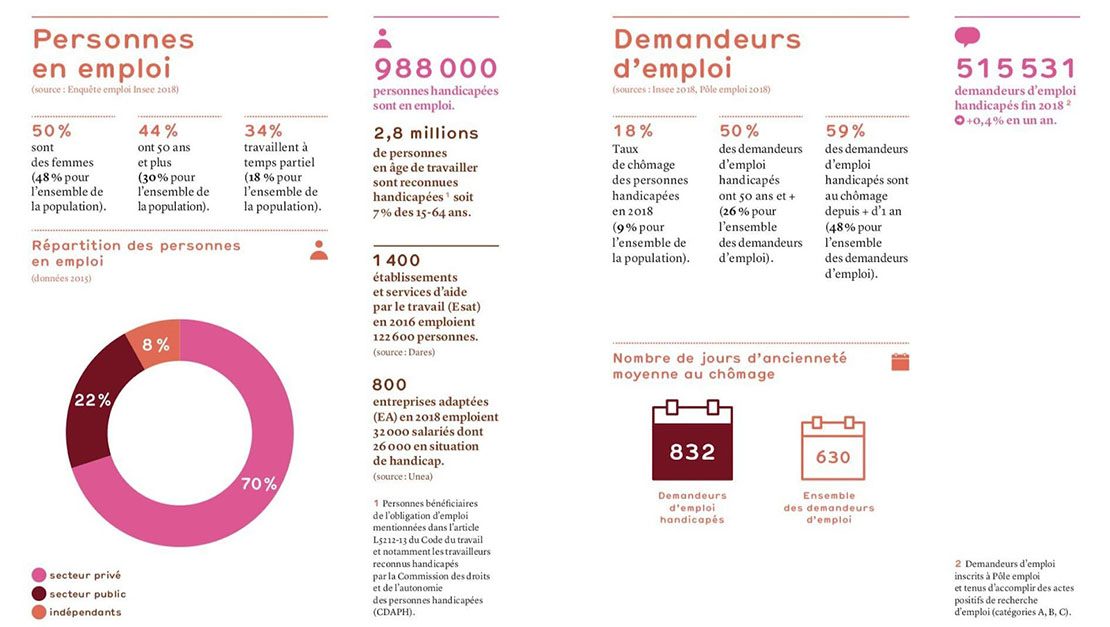 Personnes
en emploi
(source : Enquête emploi Insee 2018)
50 %
sont
des femmes
(48 % pour
l’ensemble de
la population).
44 %
ont 50 ans
et plus
(30 % pour
l’ensemble de
la population).
34 %
travaillent à
temps partiel
(18 % pour
l’ensemble de
la population).
Répartition des personnes
en emploi
(données 2015)
8 %
22 %
70 %
secteur privé
secteur public
indépendants
988 000
personnes handicapées
sont en emploi.
2,8 millions
de personnes
en âge de travailler
sont reconnues
handicapées ¹ soit
7 % des 15-64 ans.
1 400
établissements
et services d’aide
par le travail (Esat)
en 2016 emploient
122 600 personnes.
(source : Dares)
800
entreprises adaptées
(EA) en 2018 emploient
32 000 salariés dont
26 000 en situation
de handicap.
(source : Unea)
1 Personnes bénéficiaires
de l’obligation d’emploi
mentionnées dans l’article
L5212-13 du Code du travail
et notamment les travailleurs
reconnus handicapés
par la Commission des droits
et de l’autonomie
des personnes handicapées
(CDAPH).
Demandeurs
d’emploi
(sources : Insee 2018, Pôle emploi 2018)
18 %
Taux
de chômage
des personnes
handicapées
en 2018
(9 % pour
l’ensemble de
la population).
50 %
des demandeurs
d’emploi
handicapés
ont 50 ans et +
(26 % pour
l’ensemble
des demandeurs
d’emploi).
59 %
des demandeurs
d’emploi
handicapés sont
au chômage
depuis + d’1 an
(48 % pour
l’ensemble
des demandeurs
d’emploi).
Nombre de jours d’ancienneté
moyenne au chômage
832
Demandeurs
d’emploi
handicapés
630
Ensemble
des demandeurs
d’emploi
515 531
demandeurs d’emploi
handicapés fin 2018 ²
+0,4 % en un an.
2 Demandeurs d’emploi
inscrits à Pôle emploi
et tenus d’accomplir des actes
positifs de recherche
d’emploi (catégories A, B, C).